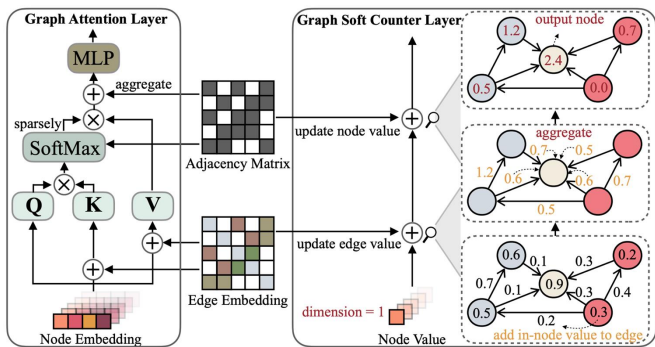 Graph Attention Layer
MLP
aggregate
sparsely
SoftMax
Q
K
V
Node Embedding
Adjacency Matrix
Edge Embedding
Graph Soft Counter Layer
update node value
update edge value
dimension = 1
Node Value
output node
1.2
0.7
2.4
0.5
0.0
aggregate
0.7
0.5
1.2
0.6
0.6
0.7
0.5
0.6
0.2
0.1
0.3
0.7
0.9
0.1
0.3
0.4
0.5
0.3
0.2
add in-node value to edge